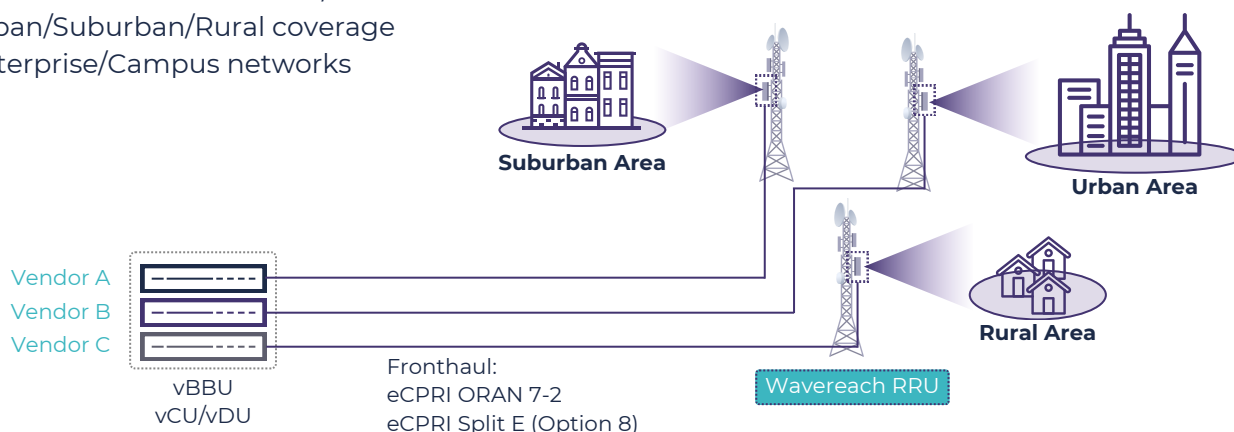 ban/Suburban/Rural coverage
terprise/Campus networks
Suburban Area
Urban Area
Vendor A
Vendor B
Vendor C
Rural Area
Fronthaul:
eCPRI ORAN 7-2
eCPRI Split E (Option 8)
vBBU
vCU/vDU
Wavereach RRU